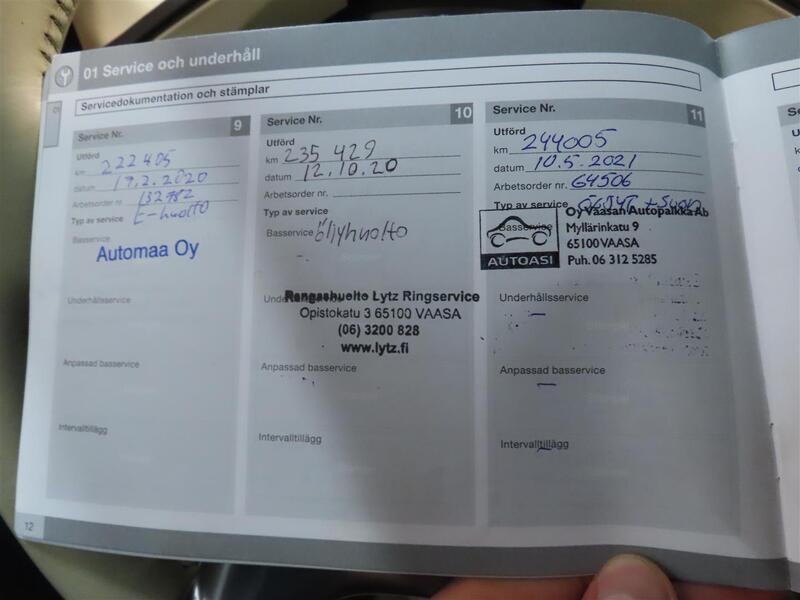 01 Service och underhåll
01
Servicedokumentation och stämplar
Service Nr. 9
Utförd
km 222 405
datum 19.2.2020
Arbetsorder nr. 132782
Typ av service E-huolto
Basservice
Automaa Oy
Underhållsservice
Anpassad basservice
Intervalltillägg
Service Nr. 10
Utförd
km 235 429
datum 12.10.20
Arbetsorder nr.
Typ av service
Basservice öljyhuolto
Rengashuolto Lytz Ringservice
Opistokatu 3 65100 VAASA
(06) 3200 828
www.lytz.fi
Anpassad basservice
Intervalltillägg
Service Nr. 11
Utförd
km 244005
datum 10.5.2021
Arbetsorder nr. 64506
Typ av service
Basservice
AUTOASI
Oy Vaasan Autopalkka Ab
Myllärinkatu 9
65100 VAASA
Puh. 06 312 5285
Underhållsservice
Anpassad basservice
Intervalltillägg
12